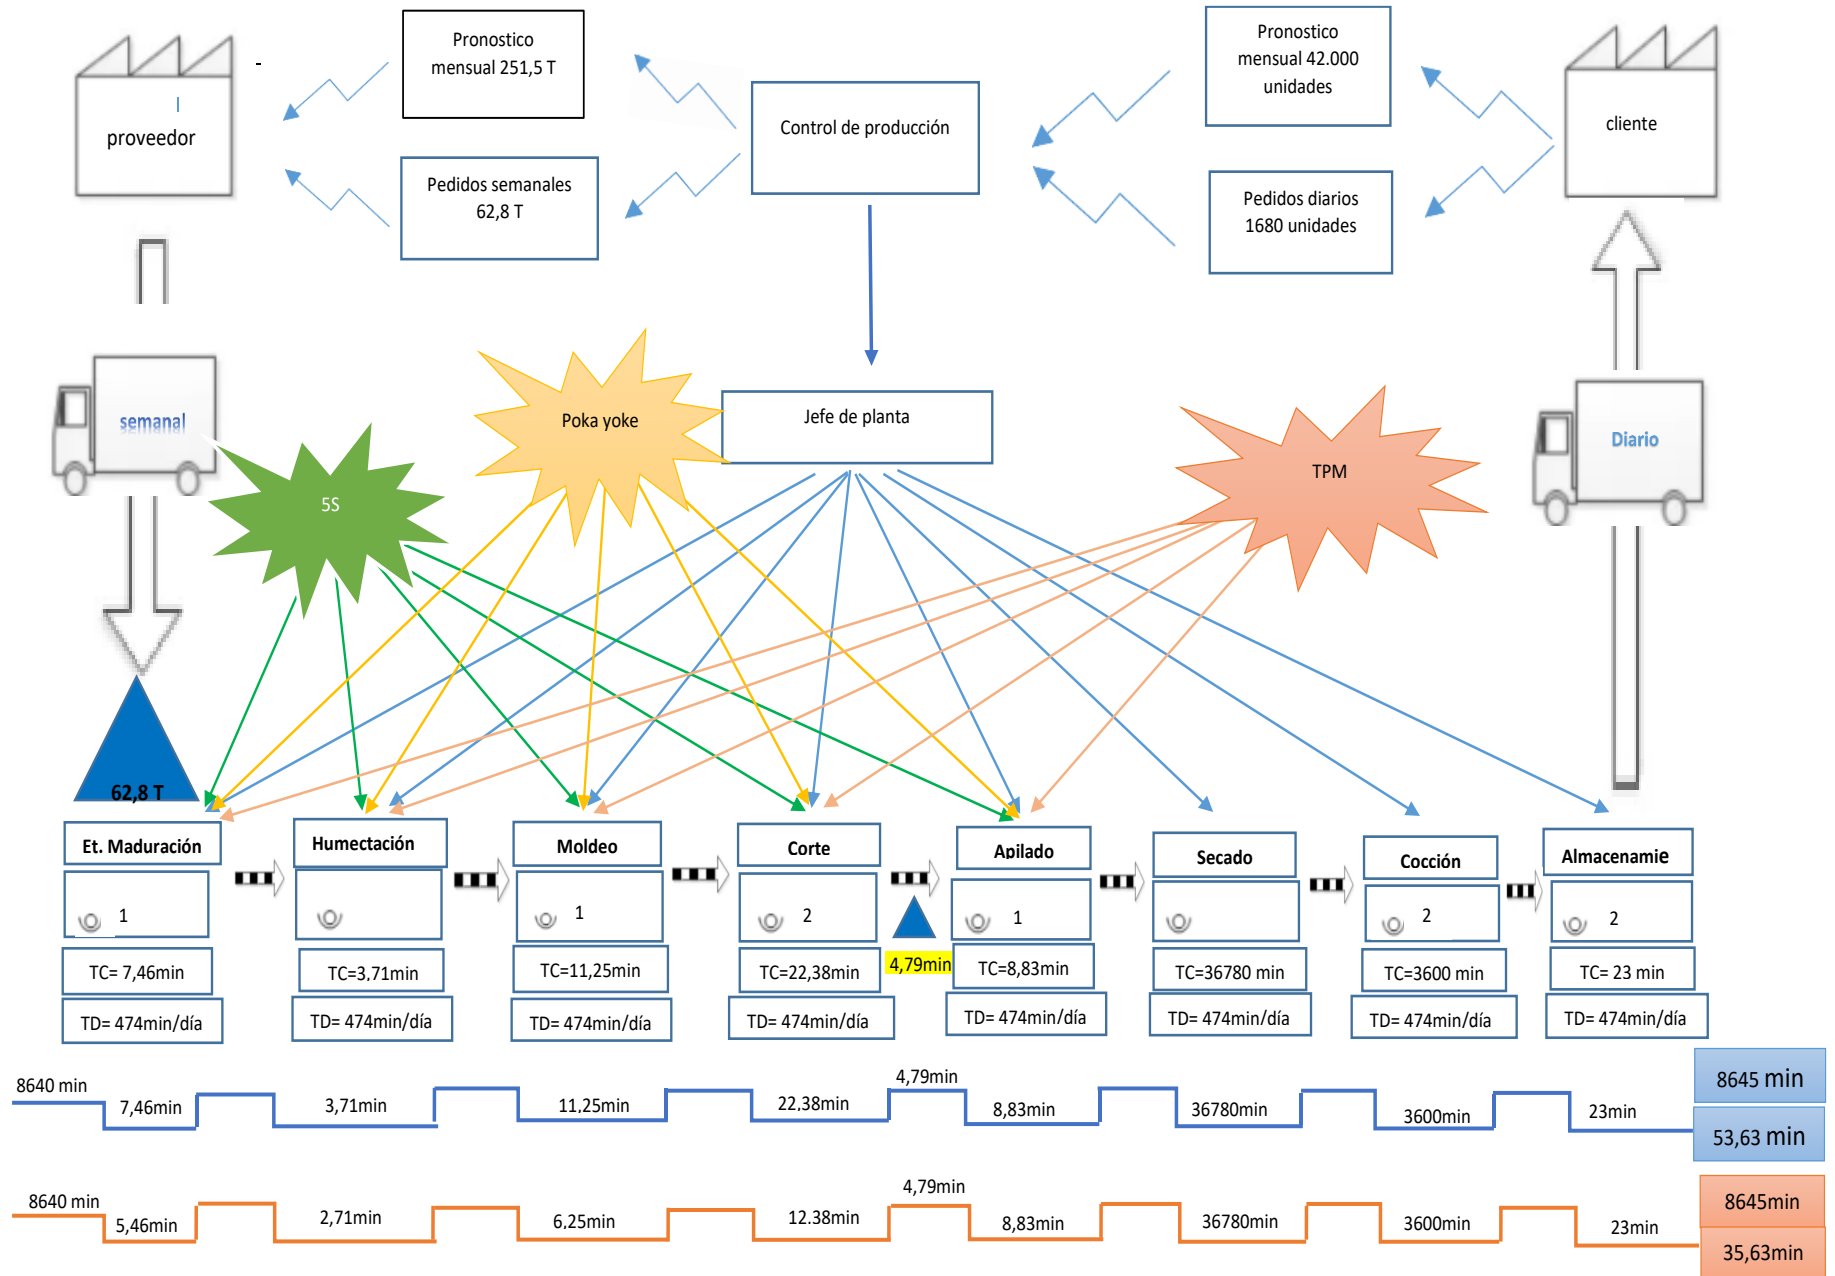 Pronostico
mensual 251,5 T
Pronostico
mensual 42.000
unidades
proveedor
Control de producción
cliente
Pedidos semanales
62,8 T
Pedidos diarios
1680 unidades
semanal
Poka yoke
Jefe de planta
Diario
5S
TPM
62,8 T
Et. Maduración
Humectación
Moldeo
Corte
Apilado
Secado
Cocción
Almacenamie
1
1
2
1
2
2
TC= 7,46min
TC=3,71min
TC=11,25min
TC=22,38min
4,79min
TC=8,83min
TC=36780 min
TC=3600 min
TC= 23 min
TD= 474min/día
TD= 474min/día
TD= 474min/día
TD= 474min/día
TD= 474min/día
TD= 474min/día
TD= 474min/día
TD= 474min/día
8640 min
7,46min
3,71min
11,25min
22,38min
4,79min
8,83min
36780min
3600min
23min
8645 min
53,63 min
8640 min
5,46min
2,71min
6,25min
12.38min
4,79min
8,83min
36780min
3600min
23min
8645min
35,63min